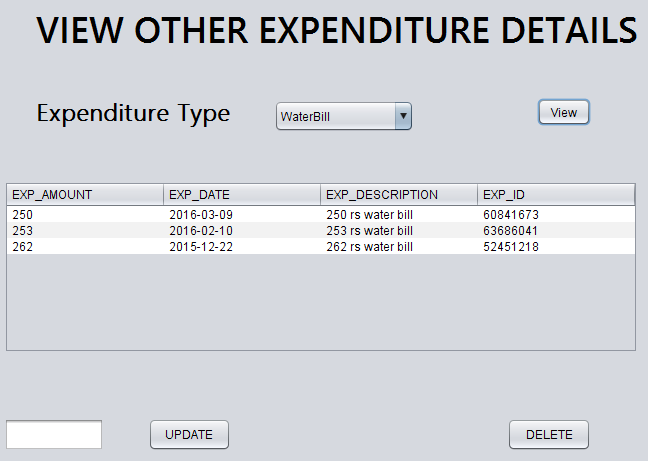 VIEW OTHER EXPENDITURE DETAILS
Expenditure Type WaterBill View
EXP_AMOUNT EXP_DATE EXP_DESCRIPTION EXP_ID
250 2016-03-09 250 rs water bill 60841673
253 2016-02-10 253 rs water bill 63686041
262 2015-12-22 262 rs water bill 52451218
UPDATE DELETE